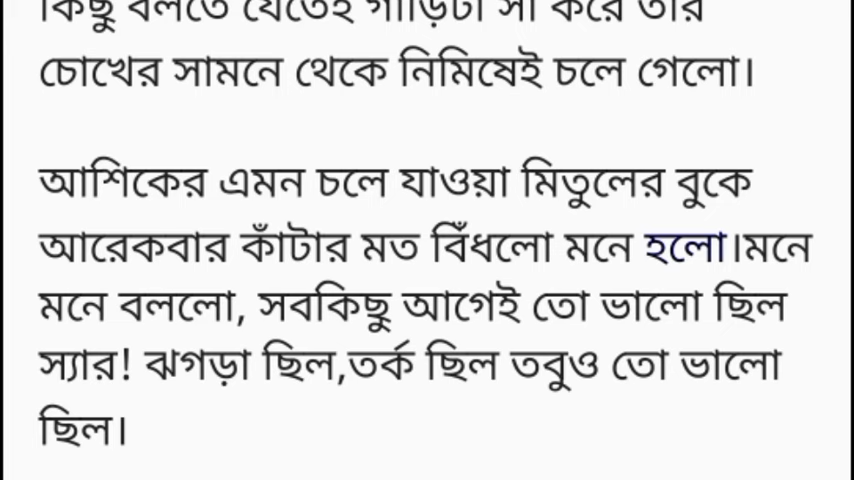 কিছু বলতে যেতেই গাড়িটা সা করে তার
চোখের সামনে থেকে নিমিষেই চলে গেলো।
আশিকের এমন চলে যাওয়া মিতুলের বুকে
আরেকবার কাঁটার মত বিঁধলো মনে হলো।মনে
মনে বললো, সবকিছু আগেই তো ভালো ছিল
স্যার! ঝগড়া ছিল,তর্ক ছিল তবুও তো ভালো
ছিল।